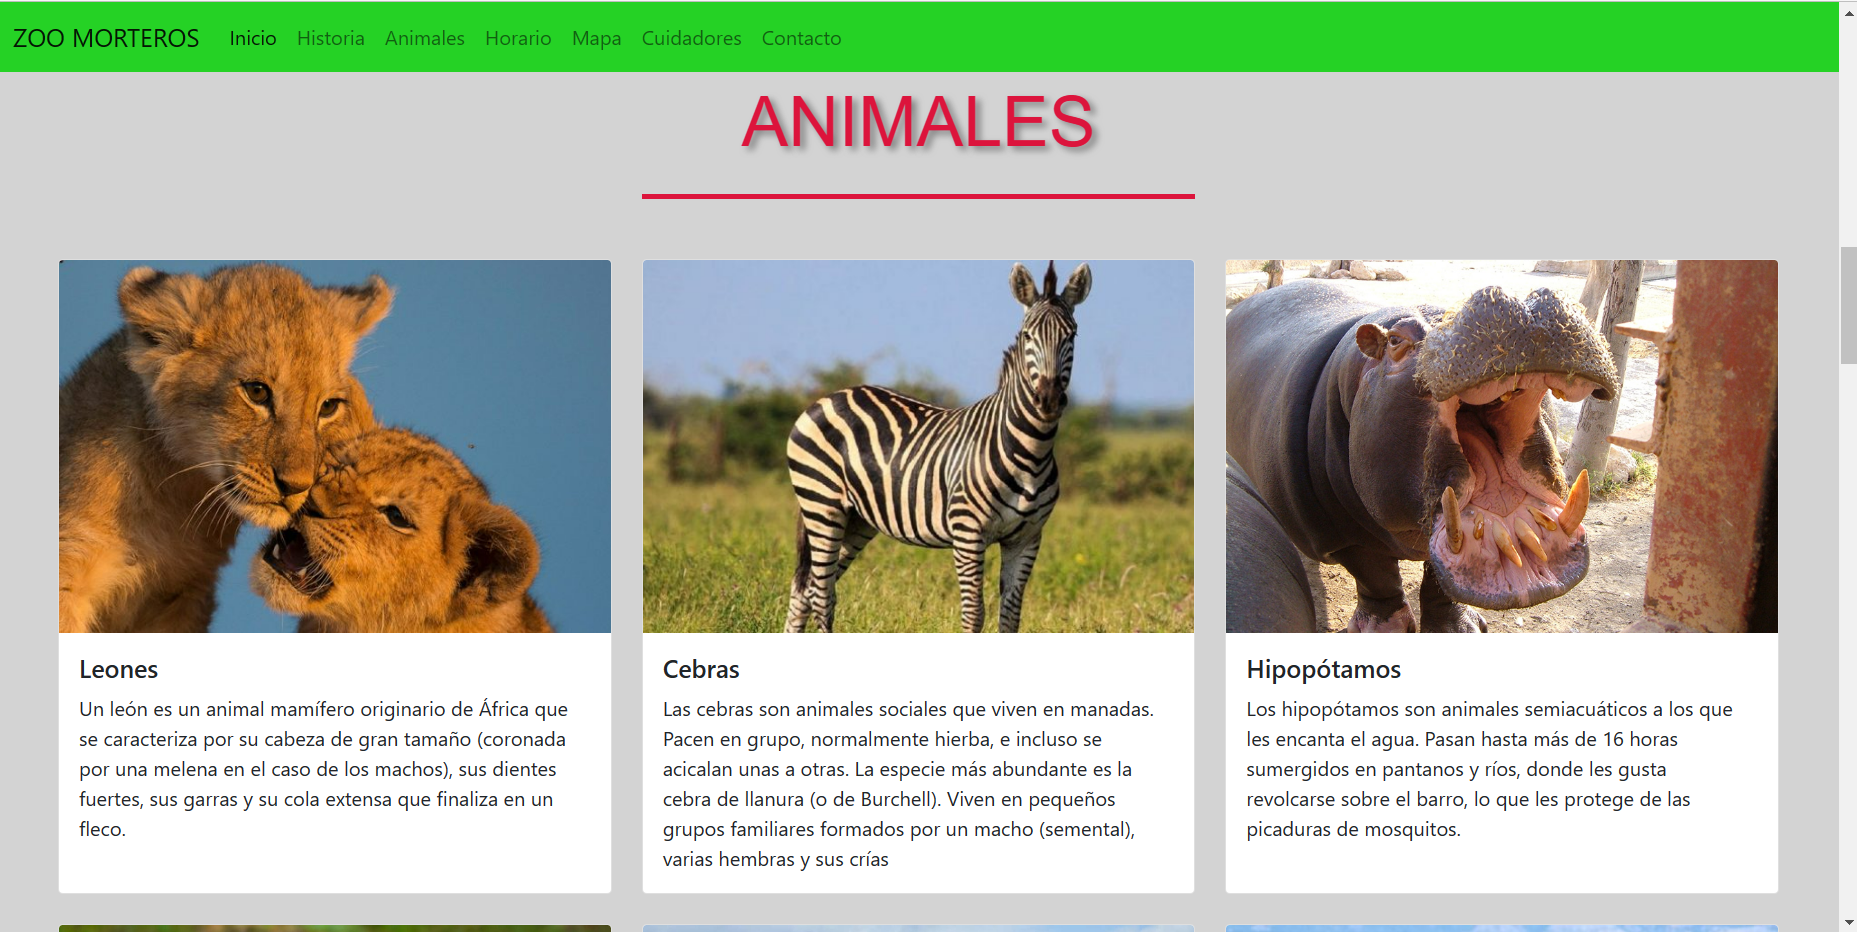 ZOO MORTEROS Inicio Historia Animales Horario Mapa Cuidadores Contacto
ANIMALES
Leones
Un león es un animal mamífero originario de África que
se caracteriza por su cabeza de gran tamaño (coronada
por una melena en el caso de los machos), sus dientes
fuertes, sus garras y su cola extensa que finaliza en un
fleco.
Cebras
Las cebras son animales sociales que viven en manadas.
Pacen en grupo, normalmente hierba, e incluso se
acicalan unas a otras. La especie más abundante es la
cebra de llanura (o de Burchell). Viven en pequeños
grupos familiares formados por un macho (semental),
varias hembras y sus crías
Hipopótamos
Los hipopótamos son animales semiacuáticos a los que
les encanta el agua. Pasan hasta más de 16 horas
sumergidos en pantanos y ríos, donde les gusta
revolcarse sobre el barro, lo que les protege de las
picaduras de mosquitos.